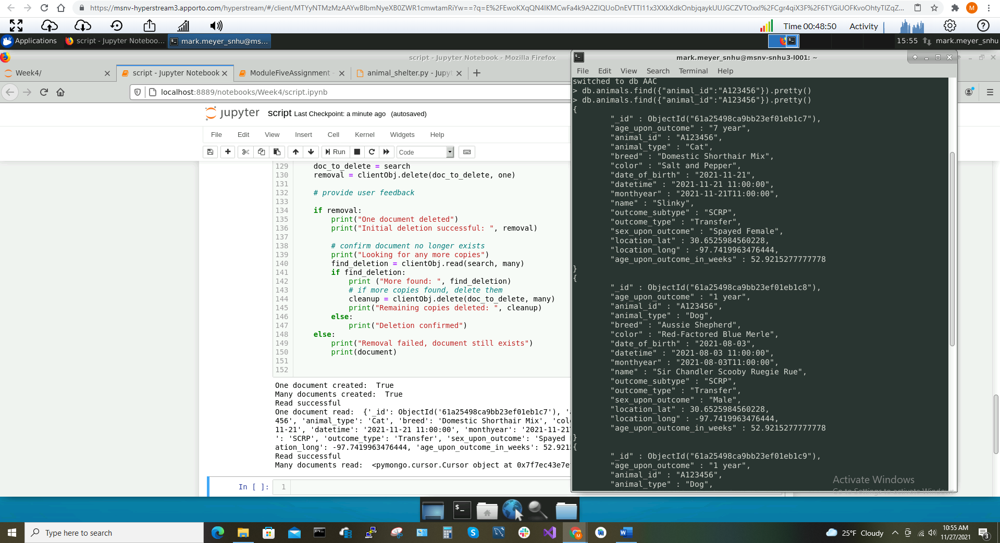 https://msnv-hyperstream3.apporto.com/hyperstream/#/client/
Time 00:48:50 Activity
Applications script - Jupyter Noteboo... mark.meyer_snhu@ms... 15:55 mark.meyer_snhu
script - Jupyter Notebook - Mozilla Firefox
Week4/ script - Jupyter Notebook ModuleFiveAssignment - animal_shelter.py - Jupyt
localhost:8889/notebooks/Week4/script.ipynb
jupyter script Last Checkpoint: a minute ago (autosaved)
File Edit View Insert Cell Kernel Widgets Help
Run Code
129 doc_to_delete = search
130 removal = clientObj.delete(doc_to_delete, one)
131
132 # provide user feedback
133
134 if removal:
135 print("One document deleted")
136 print("Initial deletion successful: ", removal)
137
138 # confirm document no longer exists
139 print("Looking for any more copies")
140 find_deletion = clientObj.read(search, many)
141 if find_deletion:
142 print ("More found: ", find_deletion)
143 # if more copies found, delete them
144 cleanup = clientObj.delete(doc_to_delete, many)
145 print("Remaining copies deleted: ", cleanup)
146 else:
147 print("Deletion confirmed")
148 else:
149 print("Removal failed, document still exists")
150 print(document)
151
152
One document created:  True
Many documents created:  True
Read successful
One document read:  {'_id': ObjectId('61a25498ca9bb23ef01eb1c7'), 'a
456', 'animal_type': 'Cat', 'breed': 'Domestic Shorthair Mix', 'col
11-21', 'datetime': '2021-11-21 11:00:00', 'monthyear': '2021-11-21
': 'SCRP', 'outcome_type': 'Transfer', 'sex_upon_outcome': 'Spayed
ation_long': -97.7419963476444, 'age_upon_outcome_in_weeks': 52.921
Read successful
Many documents read:  <pymongo.cursor.Cursor object at 0x7f7ec43e7e
In [ ]: 1
mark.meyer_snhu@msnv-snhu3-l001: ~
File Edit View Search Terminal Help
switched to db AAC
> db.animals.find({"animal_id":"A123456"}).pretty()
> db.animals.find({"animal_id":"A123456"}).pretty()
{
"_id" : ObjectId("61a25498ca9bb23ef01eb1c7"),
"age_upon_outcome" : "7 year",
"animal_id" : "A123456",
"animal_type" : "Cat",
"breed" : "Domestic Shorthair Mix",
"color" : "Salt and Pepper",
"date_of_birth" : "2021-11-21",
"datetime" : "2021-11-21 11:00:00",
"monthyear" : "2021-11-21T11:00:00",
"name" : "Slinky",
"outcome_subtype" : "SCRP",
"outcome_type" : "Transfer",
"sex_upon_outcome" : "Spayed Female",
"location_lat" : 30.6525984560228,
"location_long" : -97.7419963476444,
"age_upon_outcome_in_weeks" : 52.9215277777778
}
{
"_id" : ObjectId("61a25498ca9bb23ef01eb1c8"),
"age_upon_outcome" : "1 year",
"animal_id" : "A123456",
"animal_type" : "Dog",
"breed" : "Aussie Shepherd",
"color" : "Red-Factored Blue Merle",
"date_of_birth" : "2021-08-03",
"datetime" : "2021-08-03 11:00:00",
"monthyear" : "2021-08-03T11:00:00",
"name" : "Sir Chandler Scooby Ruegie Rue",
"outcome_subtype" : "SCRP",
"outcome_type" : "Transfer",
"sex_upon_outcome" : "Male",
"location_lat" : 30.6525984560228,
"location_long" : -97.7419963476444,
"age_upon_outcome_in_weeks" : 52.9215277777778
}
{
"_id" : ObjectId("61a25498ca9bb23ef01eb1c9"),
"age_upon_outcome" : "1 year",
"animal_id" : "A123456",
"animal_type" : "Dog",
Activate Windows
Go to Settings to activate Windows.
Type here to search
25°F Cloudy
10:55 AM
11/27/2021
3